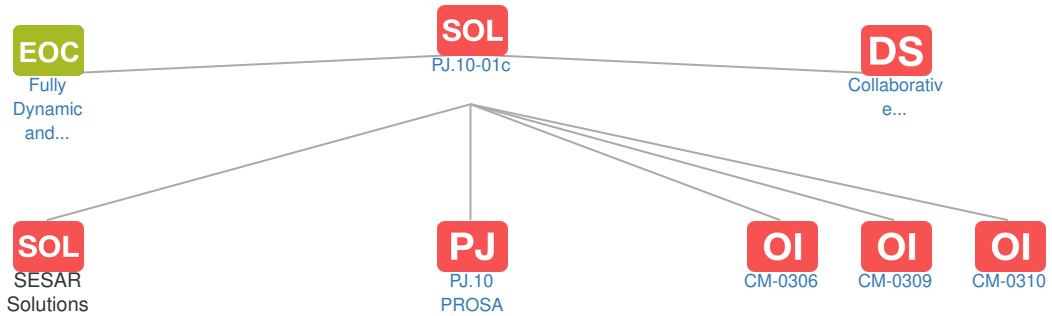 EOC
Fully
Dynamic
and...
SOL
PJ.10-01c
DS
Collaborativ
e...
SOL
SESAR
Solutions
PJ
PJ.10
PROSA
OI
CM-0306
OI
CM-0309
OI
CM-0310